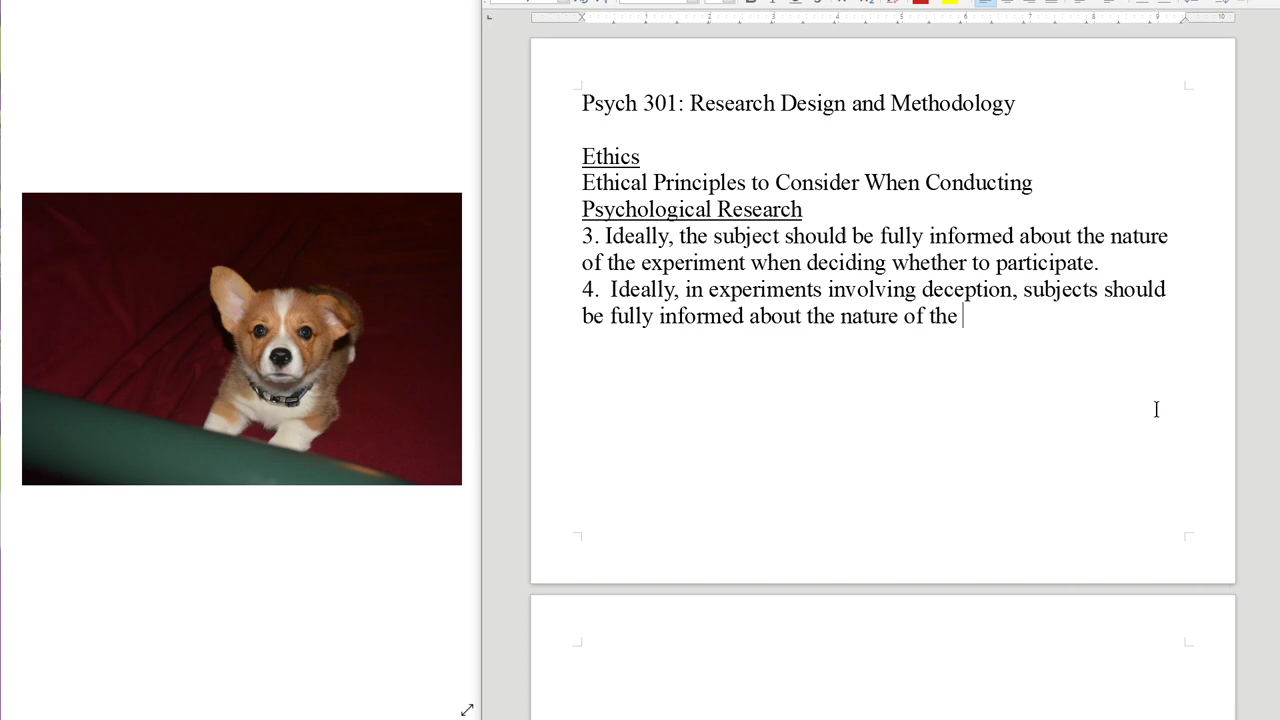 Psych 301: Research Design and Methodology
Ethics
Ethical Principles to Consider When Conducting
Psychological Research
3. Ideally, the subject should be fully informed about the nature
of the experiment when deciding whether to participate.
4.  Ideally, in experiments involving deception, subjects should
be fully informed about the nature of the